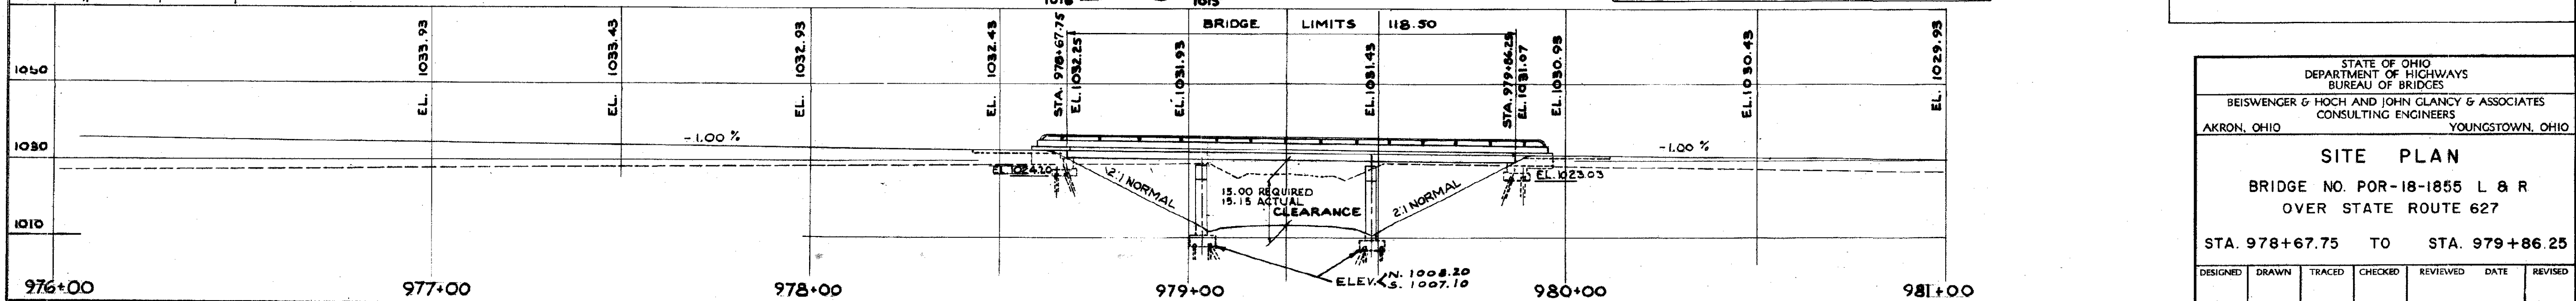 1015
BRIDGE LIMITS 118.50
EL. 1033.93
EL. 1033.43
EL. 1032.93
EL. 1032.43
STA. 978+67.75
EL. 1032.25
EL. 1031.93
EL. 1031.43
STA. 979+86.25
EL. 1031.07
EL. 1030.93
EL. 1030.43
EL. 1029.93
1050
1030
1010
-1.00 %
-1.00 %
EL. 1024.20
2:1 NORMAL
15.00 REQUIRED
15.15 ACTUAL
CLEARANCE
2:1 NORMAL
EL. 1023.03
ELEV. N. 1008.20
S. 1007.10
976+00
977+00
978+00
979+00
980+00
981+00
STATE OF OHIO
DEPARTMENT OF HIGHWAYS
BUREAU OF BRIDGES
BEISWENGER & HOCH AND JOHN CLANCY & ASSOCIATES
CONSULTING ENGINEERS
AKRON, OHIO YOUNGSTOWN, OHIO
SITE PLAN
BRIDGE NO. POR-18-1855 L & R
OVER STATE ROUTE 627
STA. 978+67.75 TO STA. 979+86.25
DESIGNED DRAWN TRACED CHECKED REVIEWED DATE REVISED